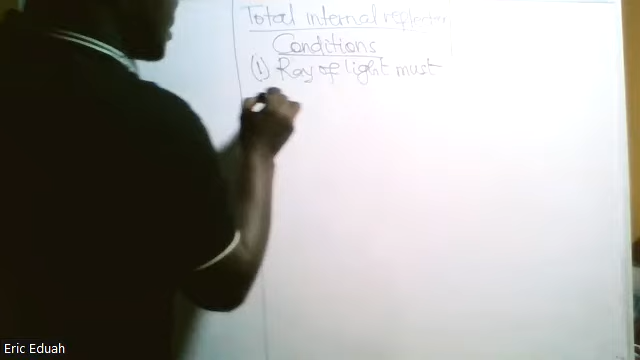 Total internal reflection
Conditions
(1) Ray of light must
Eric Eduah